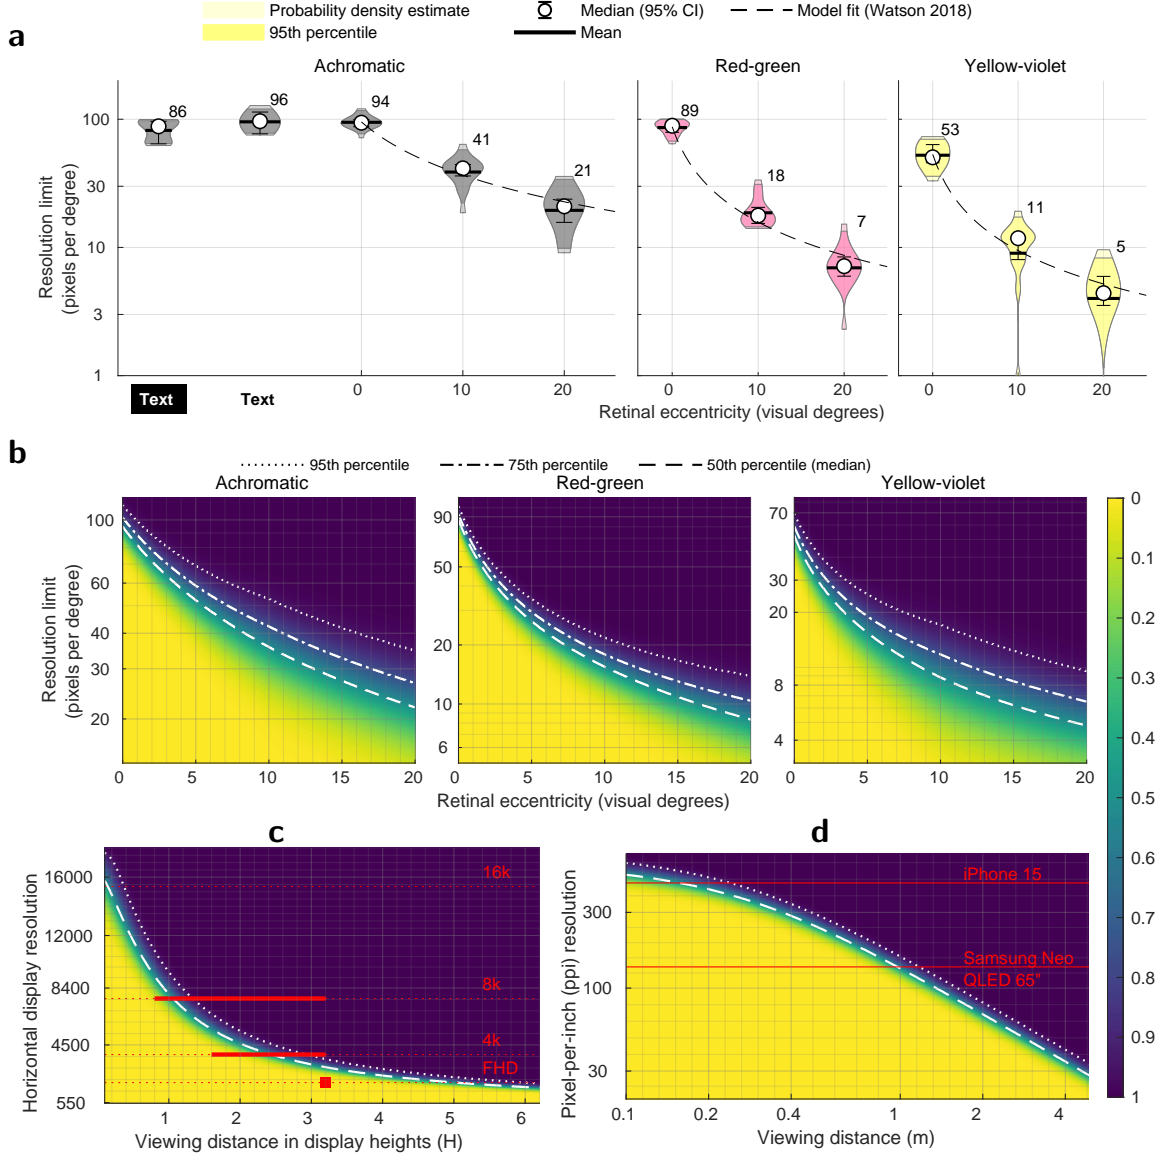 Probability density estimate
Median (95% CI)
Model fit (Watson 2018)
95th percentile
Mean
a
Achromatic
Red-green
Yellow-violet
Resolution limit
(pixels per degree)
100
30
10
3
1
86
96
94
41
21
89
18
7
53
11
5
Text
Text
0
10
20
0
10
20
0
10
20
Retinal eccentricity (visual degrees)
b
95th percentile
75th percentile
50th percentile (median)
Achromatic
Red-green
Yellow-violet
Resolution limit
(pixels per degree)
100
60
40
30
20
0
5
10
15
20
90
50
20
10
6
0
5
10
15
20
70
30
20
8
4
0
5
10
15
20
Retinal eccentricity (visual degrees)
0
0.1
0.2
0.3
0.4
0.5
0.6
0.7
0.8
0.9
1
c
Horizontal display resolution
16000
12000
8400
4500
550
16k
8k
4k
FHD
1
2
3
4
5
6
Viewing distance in display heights (H)
d
Pixel-per-inch (ppi) resolution
300
100
30
iPhone 15
Samsung Neo
QLED 65"
0.1
0.2
0.4
1
2
4
Viewing distance (m)